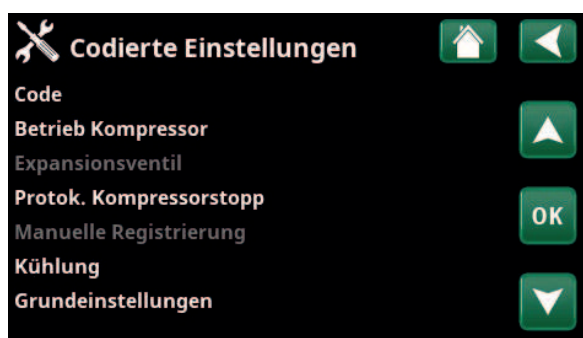 Codierte Einstellungen
Code
Betrieb Kompressor
Expansionsventil
Protok. Kompressorstopp
OK
Manuelle Registrierung
Kühlung
Grundeinstellungen